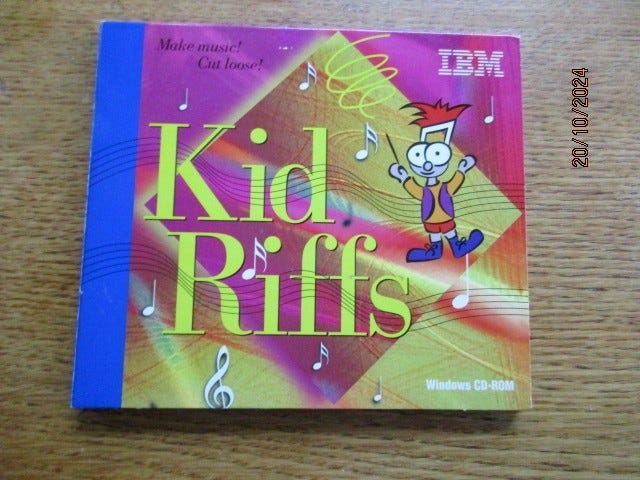 Make music!
Cut loose!
IBM
Kid
Riffs
Windows CD-ROM
20/10/2024